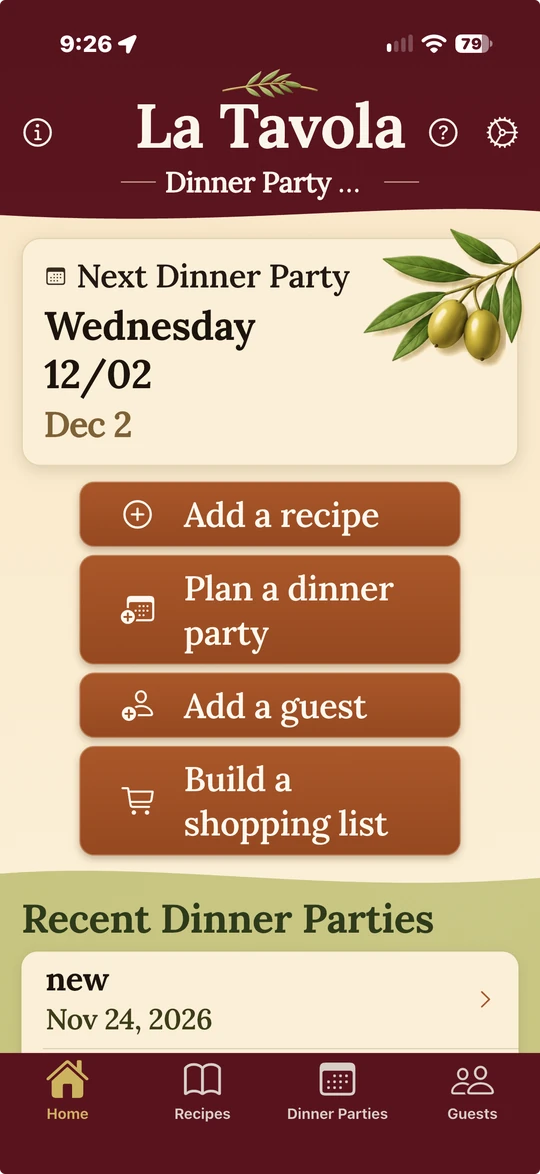 9:26
79
La Tavola
Dinner Party ...
Next Dinner Party
Wednesday
12/02
Dec 2
Add a recipe
Plan a dinner
party
Add a guest
Build a
shopping list
Recent Dinner Parties
new
Nov 24, 2026
Home
Recipes
Dinner Parties
Guests